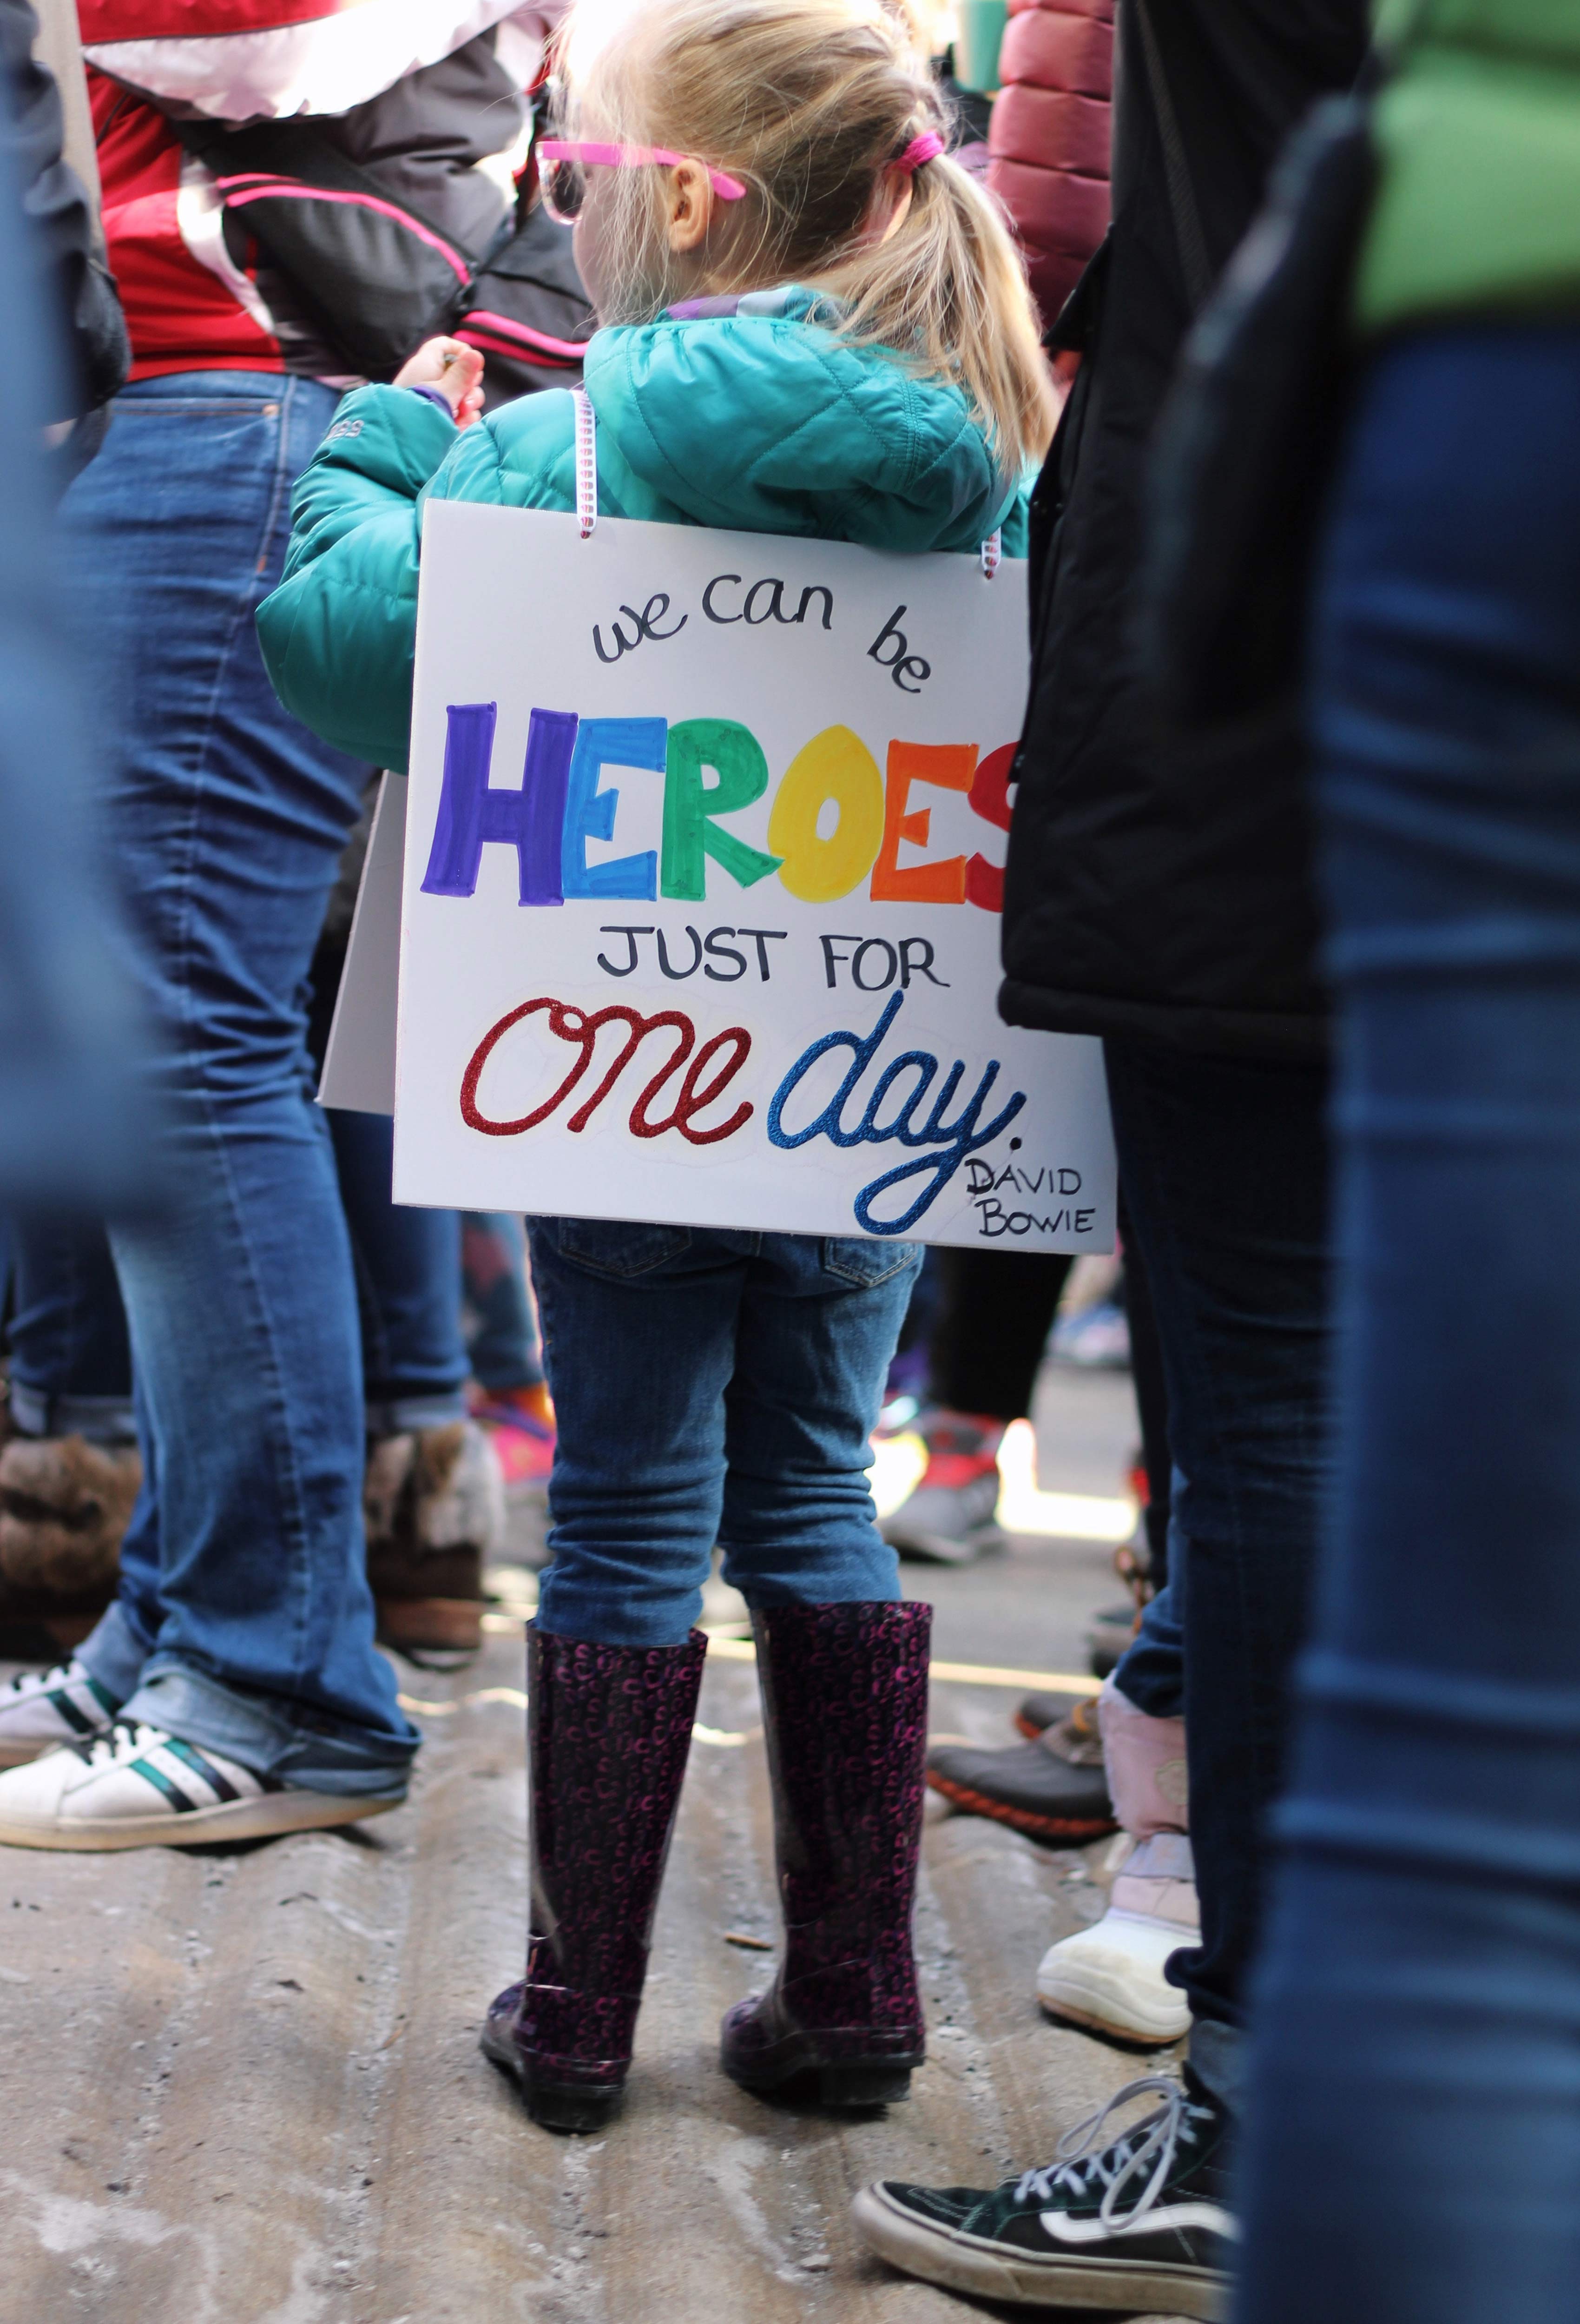 we can be
HEROES
JUST FOR
one day.
DAVID
BOWIE